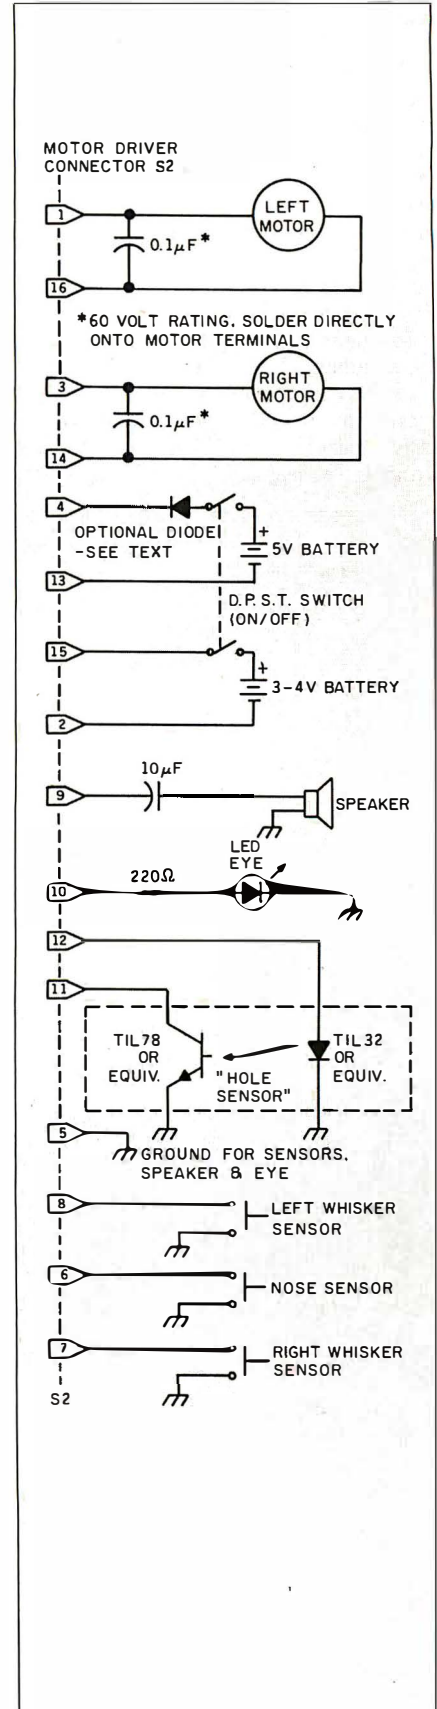 MOTOR DRIVER
CONNECTOR S2
1
LEFT
MOTOR
0.1µF*
16
*60 VOLT RATING. SOLDER DIRECTLY
ONTO MOTOR TERMINALS
3
RIGHT
MOTOR
0.1µF*
14
4
OPTIONAL DIODE
-SEE TEXT
+
5V BATTERY
13
D.P.S.T. SWITCH
(ON/OFF)
15
+
3-4V BATTERY
2
10µF
9
SPEAKER
LED
EYE
220Ω
10
12
11
TIL78
OR
EQUIV.
"HOLE
SENSOR"
TIL32
OR
EQUIV.
5
GROUND FOR SENSORS,
SPEAKER & EYE
8
LEFT WHISKER
SENSOR
6
NOSE SENSOR
7
RIGHT WHISKER
SENSOR
S2